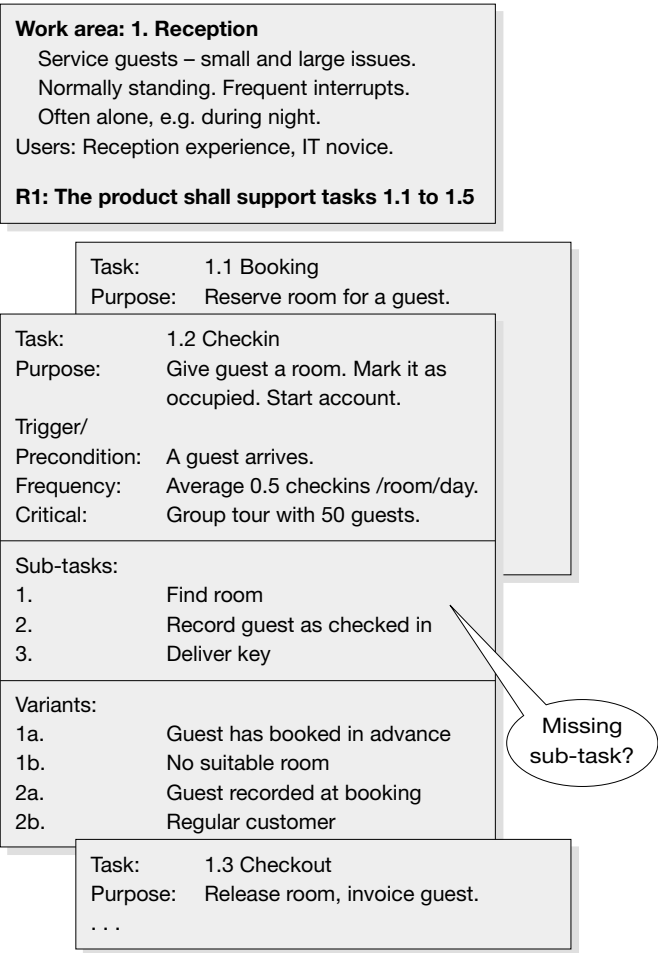 Work area: 1. Reception
Service guests – small and large issues.
Normally standing. Frequent interrupts.
Often alone, e.g. during night.
Users: Reception experience, IT novice.
R1: The product shall support tasks 1.1 to 1.5
Task: 1.1 Booking
Purpose: Reserve room for a guest.
Task: 1.2 Checkin
Purpose: Give guest a room. Mark it as
occupied. Start account.
Trigger/
Precondition: A guest arrives.
Frequency: Average 0.5 checkins /room/day.
Critical: Group tour with 50 guests.
Sub-tasks:
1. Find room
2. Record guest as checked in
3. Deliver key
Missing
sub-task?
Variants:
1a. Guest has booked in advance
1b. No suitable room
2a. Guest recorded at booking
2b. Regular customer
Task: 1.3 Checkout
Purpose: Release room, invoice guest.
. . .